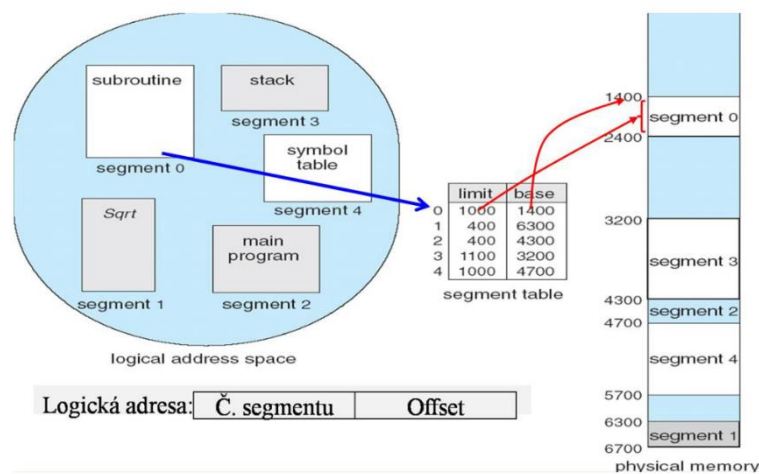 subroutine
segment 0
stack
segment 3
symbol
table
segment 4
Sqrt
segment 1
main
program
segment 2
logical address space
limit base
0 1000 1400
1 400 6300
2 400 4300
3 1100 3200
4 1000 4700
segment table
1400
segment 0
2400
3200
segment 3
4300
segment 2
4700
segment 4
5700
6300
segment 1
6700
physical memory
Logická adresa: Č. segmentu Offset